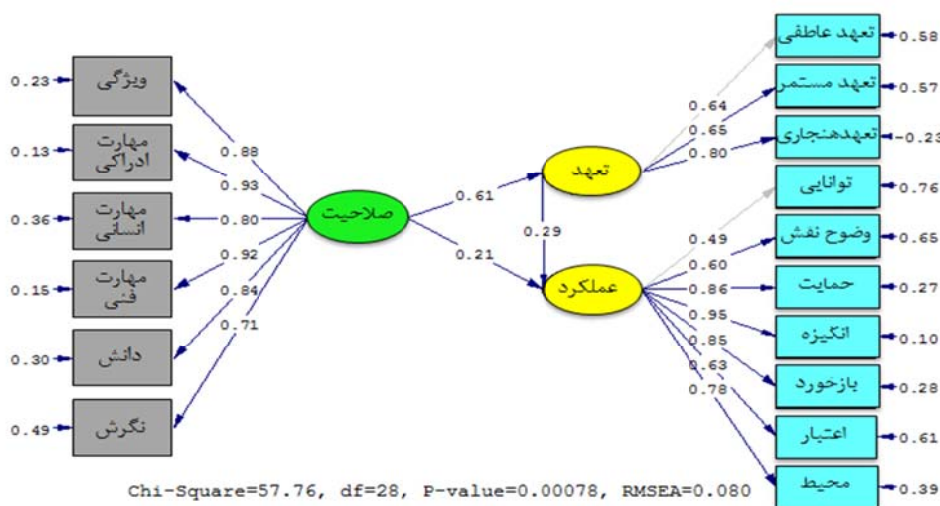 0.23
ویژگی
0.13
مهارت
ادراکی
0.36
مهارت
انسانی
0.15
مهارت
فنی
0.30
دانش
0.49
نگرش
0.88
0.93
0.80
0.92
0.84
0.71
صلاحیت
0.61
0.21
تعهد
0.29
عملکرد
0.64
0.65
0.80
0.49
0.60
0.86
0.95
0.85
0.63
0.78
تعهد عاطفی
0.58
تعهد مستمر
0.57
تعهدهنجاری
-0.23
توانایی
0.76
وضوح نقش
0.65
حمایت
0.27
انگیزه
0.10
بازخورد
0.28
اعتبار
0.61
محیط
0.39
Chi-Square=57.76, df=28, P-value=0.00078, RMSEA=0.080